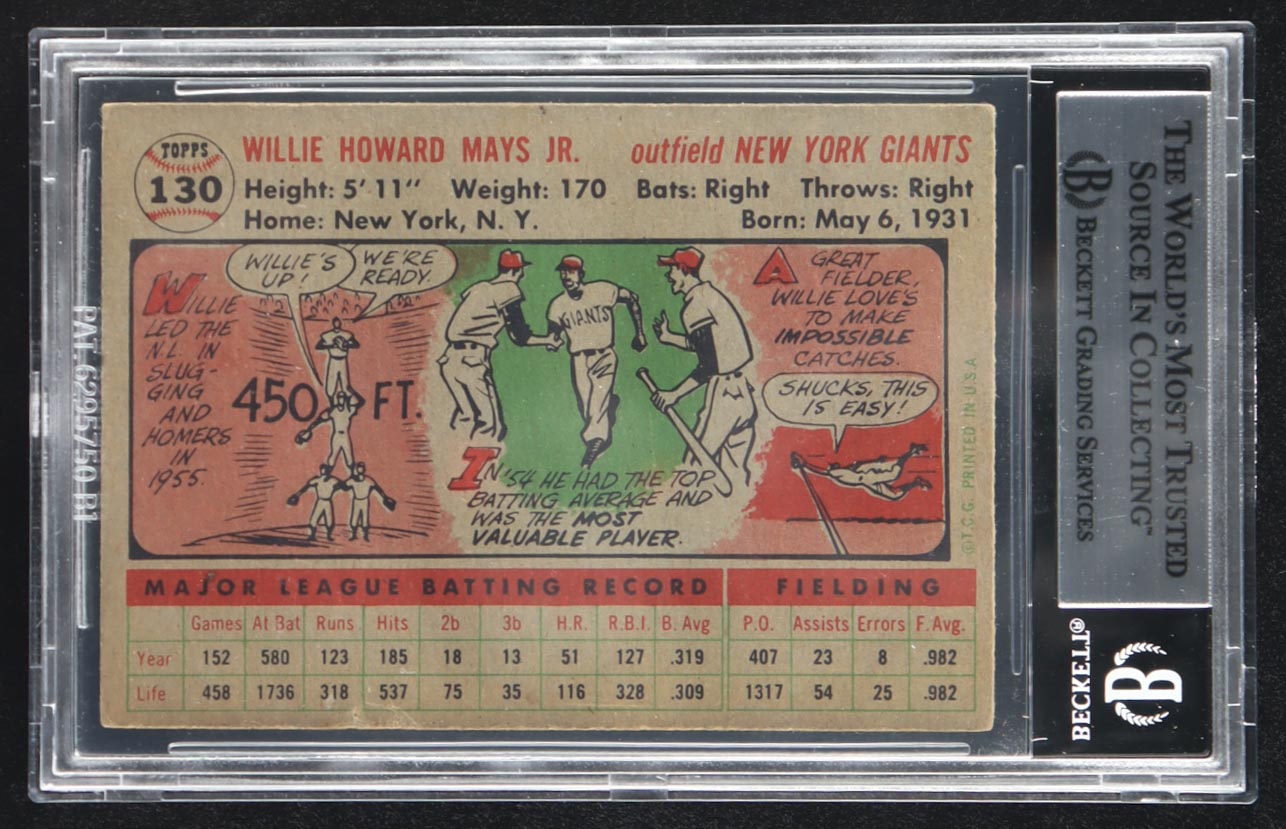 TOPPS
130
WILLIE HOWARD MAYS JR. outfield NEW YORK GIANTS
Height: 5' 11" Weight: 170 Bats: Right Throws: Right
Home: New York, N. Y. Born: May 6, 1931
WILLIE
LED THE
N.L. IN
SLUG-
GING
AND
HOMERS
IN
1955.
WILLIE'S
UP!
WE'RE
READY.
450 FT.
GIANTS
IN '54 HE HAD THE TOP
BATTING AVERAGE AND
WAS THE MOST
VALUABLE PLAYER.
A GREAT
FIELDER,
WILLIE LOVE'S
TO MAKE
IMPOSSIBLE
CATCHES.
SHUCKS, THIS
IS EASY!
©T.C.G. PRINTED IN U.S.A
MAJOR LEAGUE BATTING RECORD FIELDING
Games At Bat Runs Hits 2b 3b H.R. R.B.I. B. Avg P.O. Assists Errors F. Avg.
Year 152 580 123 185 18 13 51 127 .319 407 23 8 .982
Life 458 1736 318 537 75 35 116 328 .309 1317 54 25 .982
PAT. 6295750 B1
THE WORLD'S MOST TRUSTED
SOURCE IN COLLECTING™
B BECKETT GRADING SERVICES
BECKETT®
B